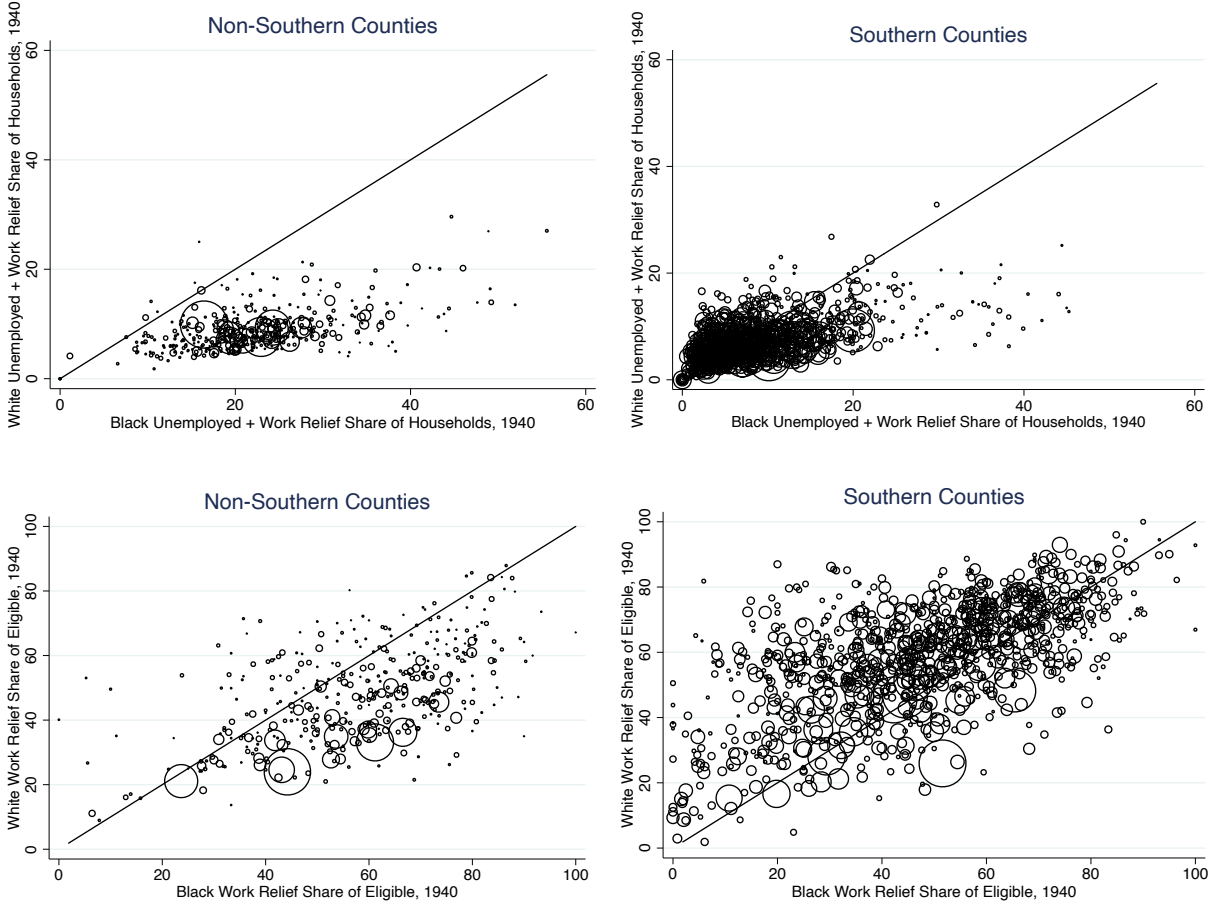 Non-Southern Counties
White Unemployed + Work Relief Share of Households, 1940
60
40
20
0
0 20 40 60
Black Unemployed + Work Relief Share of Households, 1940
Southern Counties
White Unemployed + Work Relief Share of Households, 1940
60
40
20
0
0 20 40 60
Black Unemployed + Work Relief Share of Households, 1940
Non-Southern Counties
White Work Relief Share of Eligible, 1940
100
80
60
40
20
0
0 20 40 60 80 100
Black Work Relief Share of Eligible, 1940
Southern Counties
White Work Relief Share of Eligible, 1940
100
80
60
40
20
0
0 20 40 60 80 100
Black Work Relief Share of Eligible, 1940